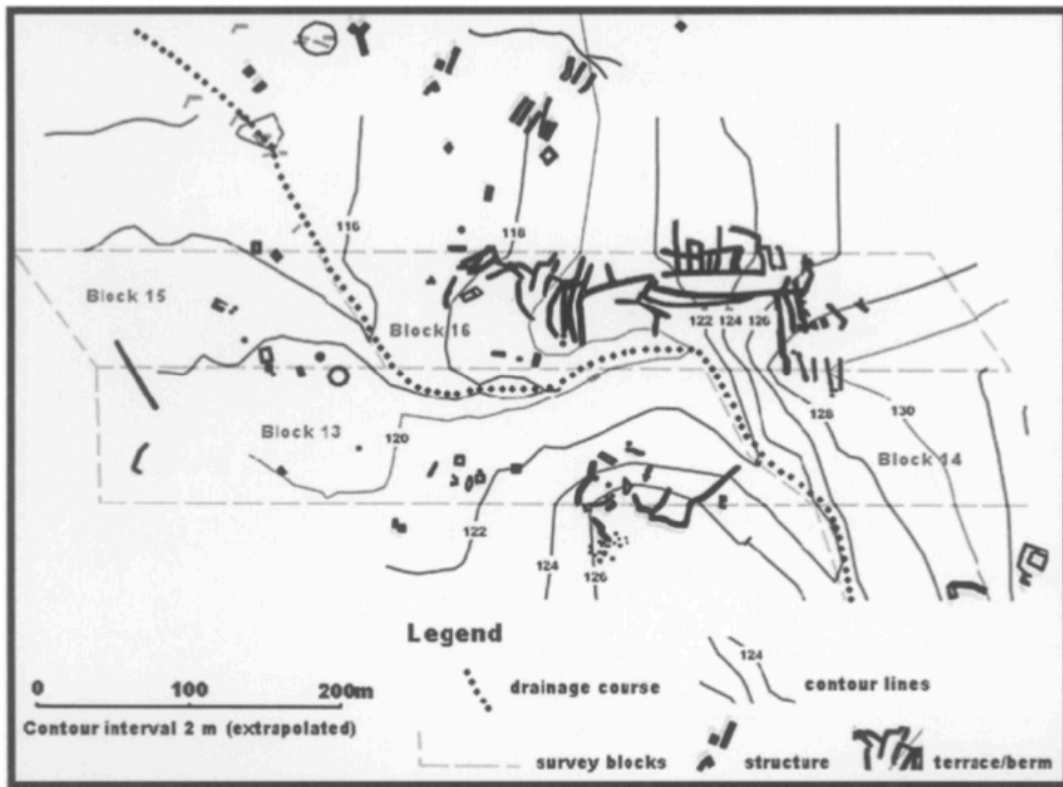 116
118
Block 15
Block 16
122 124 126
120
Block 13
128
130
Block 14
122
124
126
Legend
drainage course
124
contour lines
0 100 200m
Contour interval 2 m (extrapolated)
survey blocks
structure
terrace/berm